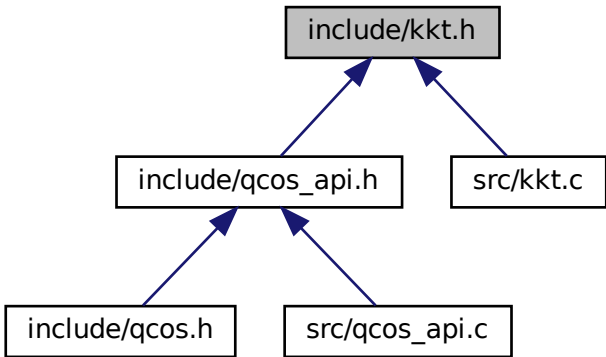 include/kkt.h
include/qcos_api.h
src/kkt.c
include/qcos.h
src/qcos_api.c